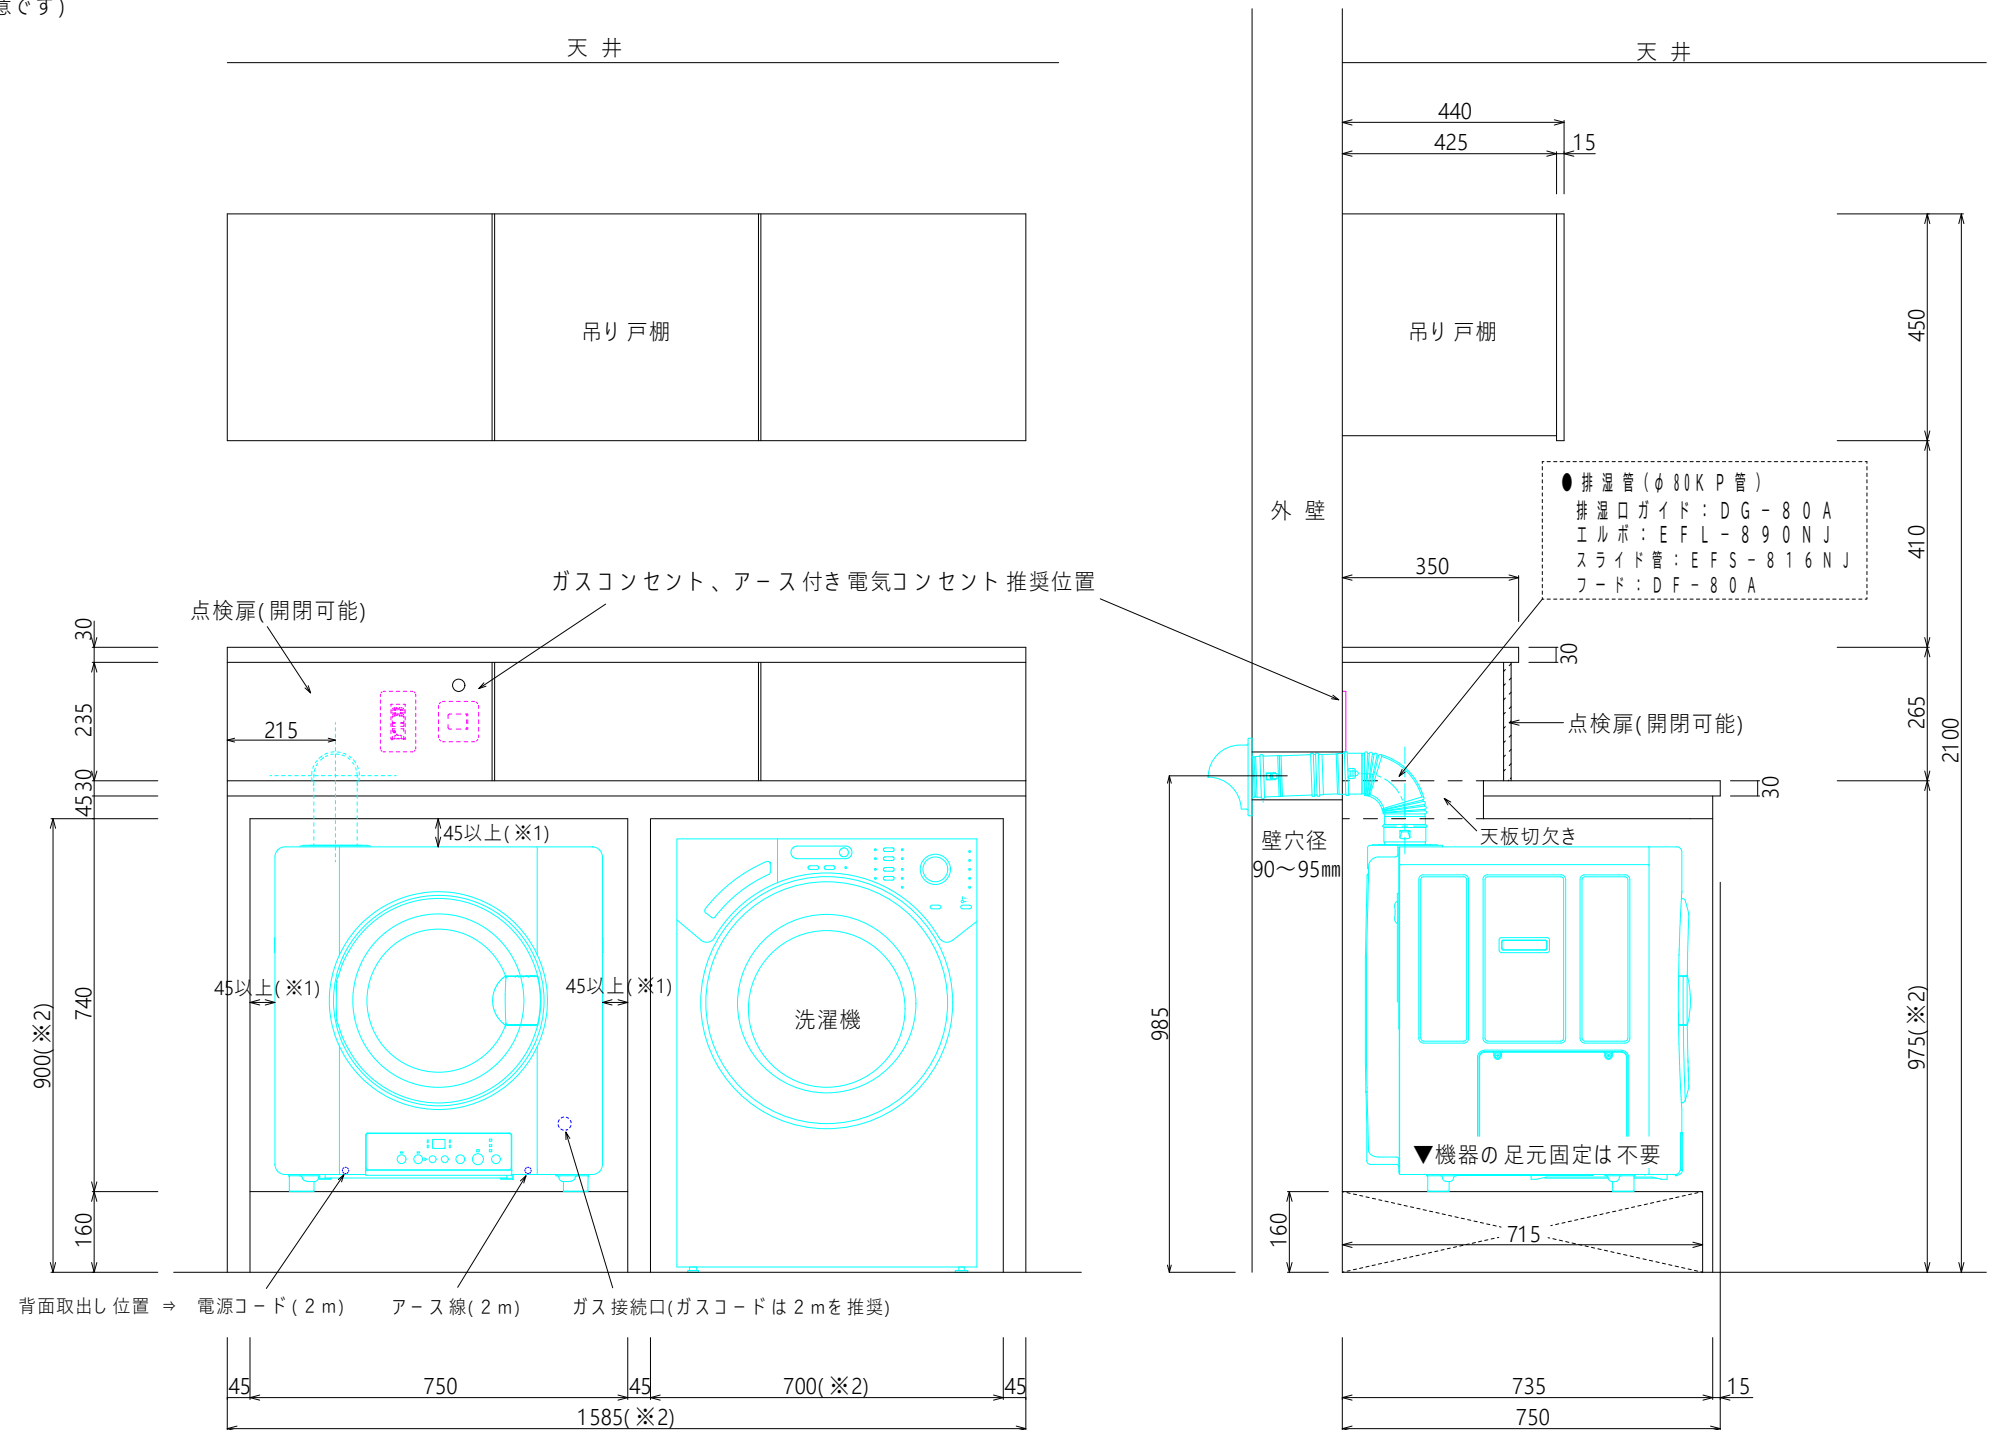 意です)
天井
天井
440
425
15
吊り戸棚
吊り戸棚
450
2100
●排湿管(φ80KP管)
排湿口ガイド:DG-80A
エルボ:EFL-890NJ
スライド管:EFS-816NJ
フード:DF-80A
外壁
410
350
ガスコンセント、アース付き電気コンセント推奨位置
点検扉(開閉可能)
30
30
235
215
265
点検扉(開閉可能)
30
45
30
45以上(※1)
壁穴径
90～95㎜
天板切欠き
45以上(※1)
45以上(※1)
洗濯機
740
900(※2)
985
975(※2)
▼機器の足元固定は不要
160
160
715
背面取出し位置 ⇒ 電源コード(2m)
アース線(2m)
ガス接続口(ガスコードは2mを推奨)
45
750
45
700(※2)
45
1585(※2)
735
15
750